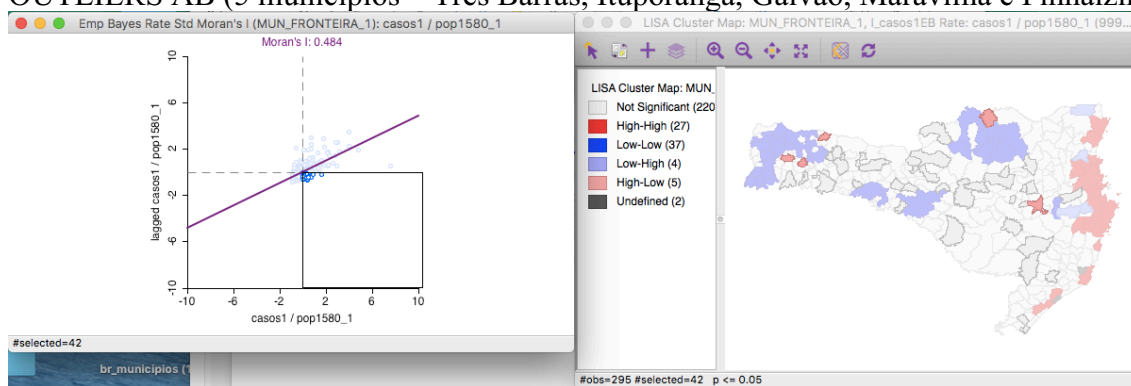 OUTLIERS AB (5 municípios – Três Barras, Ituporanga, Galvão, Maravilha e Pinhalzin
Emp Bayes Rate Std Moran's I (MUN_FRONTEIRA_1): casos1 / pop1580_1
Moran's I: 0.484
10
6
2
-2
-6
-10
lagged casos1 / pop1580_1
-10
-6
-2
2
6
10
casos1 / pop1580_1
#selected=42
br_municipios (1
LISA Cluster Map: MUN_FRONTEIRA_1, I_casos1EB Rate: casos1 / pop1580_1 (999...
LISA Cluster Map: MUN_
Not Significant (220
High-High (27)
Low-Low (37)
Low-High (4)
High-Low (5)
Undefined (2)
#obs=295 #selected=42 p <= 0.05